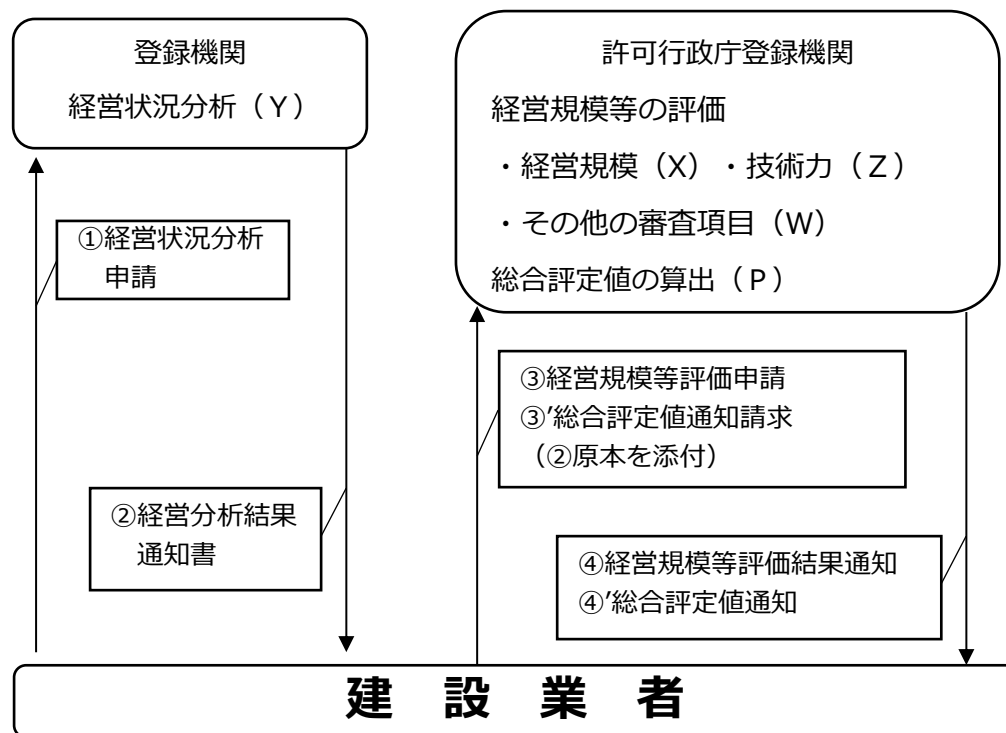 登録機関
経営状況分析（Y）
許可行政庁登録機関
経営規模等の評価
・経営規模（X）・技術力（Z）
・その他の審査項目（W）
総合評定値の算出（P）
①経営状況分析
申請
②経営分析結果
通知書
③経営規模等評価申請
③’総合評定値通知請求
（②原本を添付）
④経営規模等評価結果通知
④’総合評定値通知
建設業者